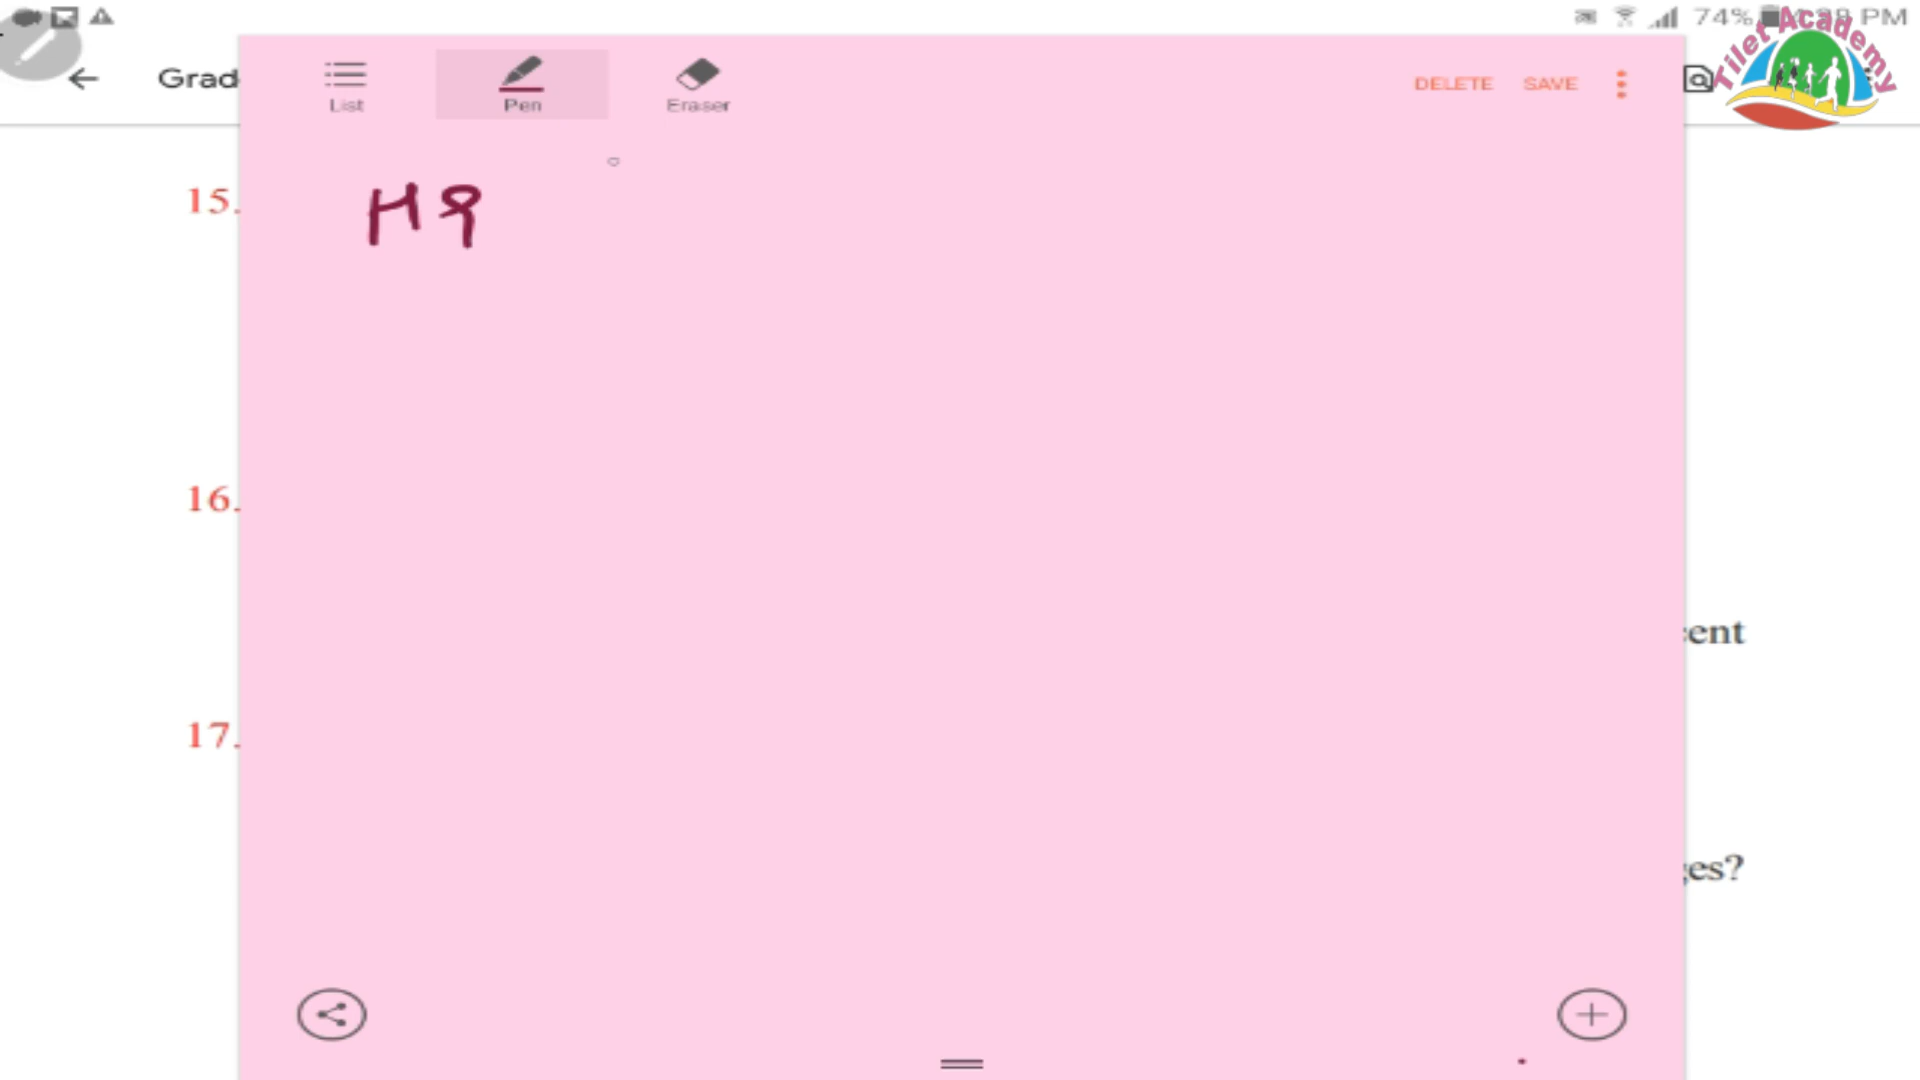 74% PM
Tilet Academy
Grad
List
Pen
Eraser
DELETE SAVE
15.
16.
ent
17.
es?